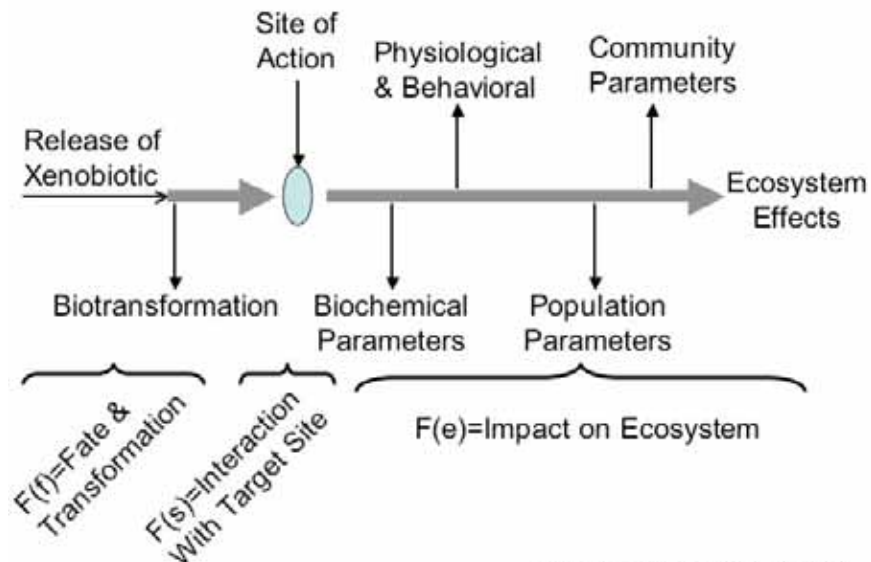 Site of
Action
Physiological
& Behavioral
Community
Parameters
Release of
Xenobiotic
Ecosystem
Effects
Biotransformation
Biochemical
Parameters
Population
Parameters
F(f)=Fate &
Transformation
F(s)=Interaction
With Target Site
F(e)=Impact on Ecosystem